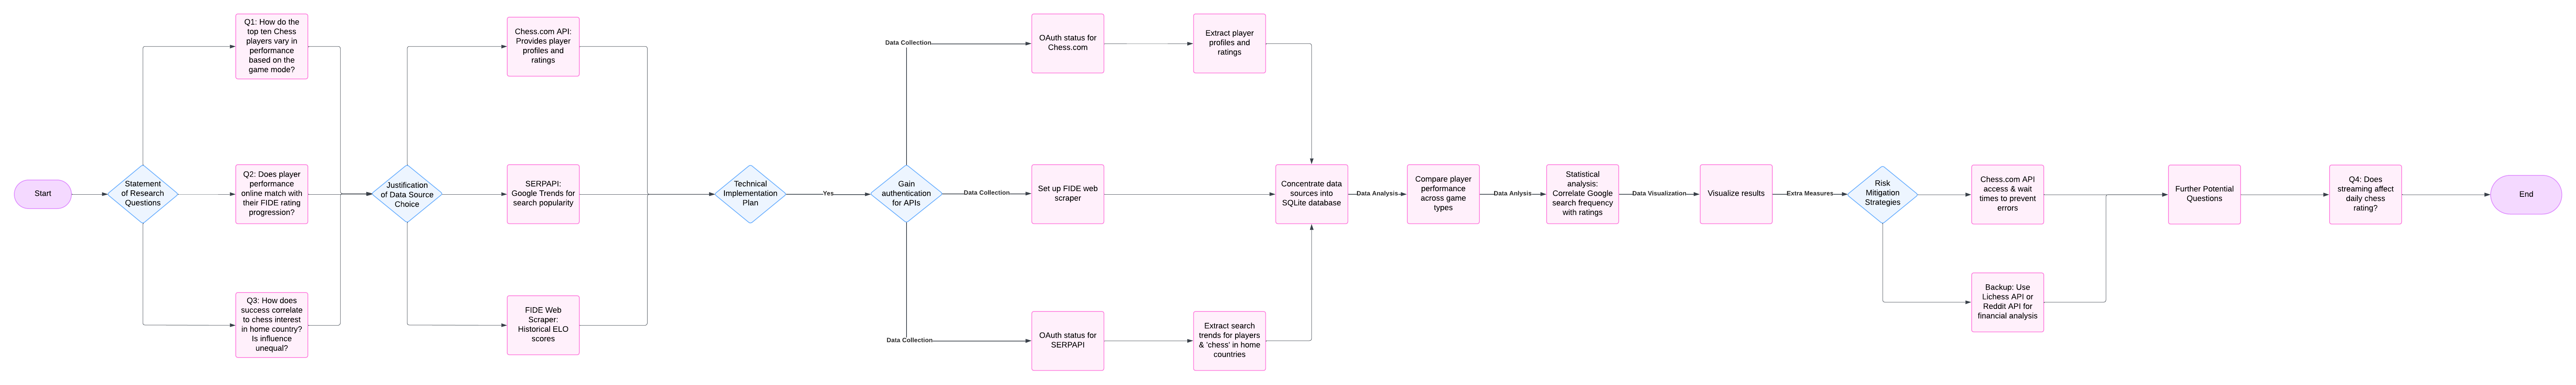 Start
Statement
of Research
Questions
Q1: How do the
top ten Chess
players vary in
performance
based on the
game mode?
Q2: Does player
performance
online match with
their FIDE rating
progression?
Q3: How does
success correlate
to chess interest
in home country?
Is influence
unequal?
Justification
of Data Source
Choice
Chess.com API:
Provides player
profiles and
ratings
SERPAPI:
Google Trends for
search popularity
FIDE Web
Scraper:
Historical ELO
scores
Technical
Implementation
Plan
Yes
Gain
authentication
for APIs
Data Collection
OAuth status for
Chess.com
Extract player
profiles and
ratings
Data Collection
Set up FIDE web
scraper
Data Collection
OAuth status for
SERPAPI
Extract search
trends for players
& 'chess' in home
countries
Concentrate data
sources into
SQLite database
Data Analysis
Compare player
performance
across game
types
Data Anlysis
Statistical
analysis:
Correlate Google
search frequency
with ratings
Data Visualization
Visualize results
Extra Measures
Risk
Mitigation
Strategies
Chess.com API
access & wait
times to prevent
errors
Backup: Use
Lichess API or
Reddit API for
financial analysis
Further Potential
Questions
Q4: Does
streaming affect
daily chess
rating?
End